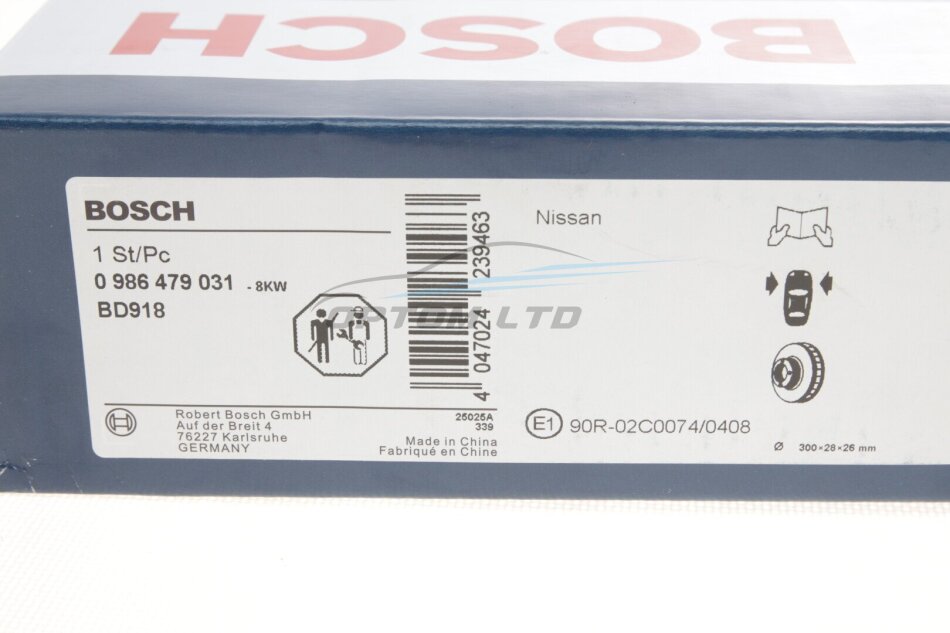 BOSCH
BOSCH
1 St/Pc
0 986 479 031 - 8KW
BD918
Robert Bosch GmbH
Auf der Breit 4
76227 Karlsruhe
GERMANY
25025A
339
Made in China
Fabriqué en Chine
4 047024 239463
Nissan
E1 90R-02C0074/0408
Ø 300×28×26 mm
OPTOM LTD